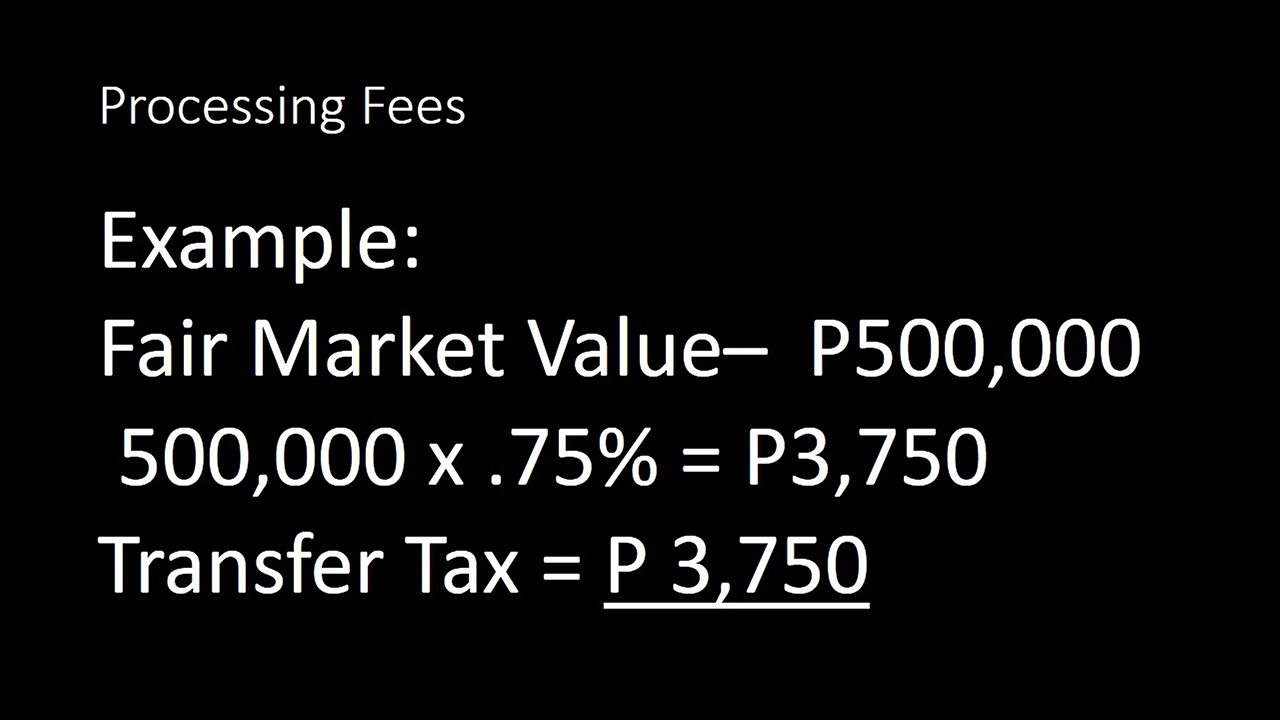 Processing Fees
Example:
Fair Market Value– P500,000
500,000 x .75% = P3,750
Transfer Tax = P 3,750